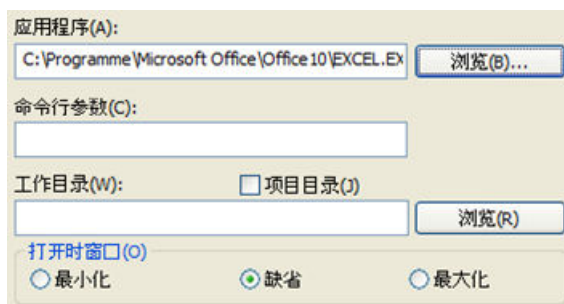 应用程序(A):
C:\Programme\Microsoft Office\Office10\EXCEL.EX
浏览(B)...
命令行参数(C):
工作目录(W):
项目目录(J)
浏览(R)
打开时窗口(O)
最小化
缺省
最大化